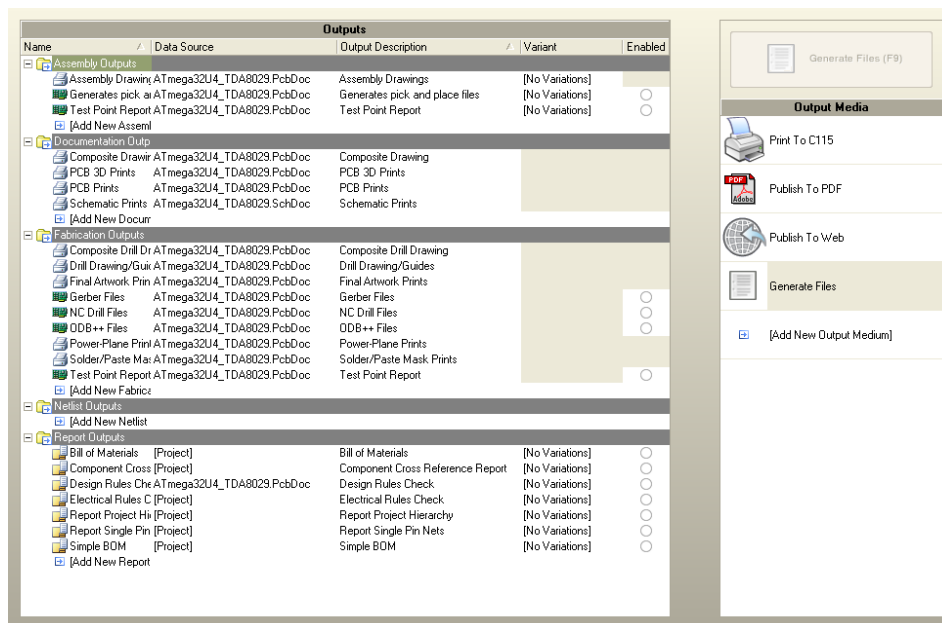 Outputs
Name Data Source Output Description Variant Enabled
Assembly Outputs
Assembly Drawing ATmega32U4_TDA8029.PcbDoc Assembly Drawings [No Variations]
Generates pick ar ATmega32U4_TDA8029.PcbDoc Generates pick and place files [No Variations]
Test Point Report ATmega32U4_TDA8029.PcbDoc Test Point Report [No Variations]
[Add New Assembl
Documentation Outp
Composite Drawir ATmega32U4_TDA8029.PcbDoc Composite Drawing
PCB 3D Prints ATmega32U4_TDA8029.PcbDoc PCB 3D Prints
PCB Prints ATmega32U4_TDA8029.PcbDoc PCB Prints
Schematic Prints ATmega32U4_TDA8029.SchDoc Schematic Prints
[Add New Docum
Fabrication Outputs
Composite Drill Dr ATmega32U4_TDA8029.PcbDoc Composite Drill Drawing
Drill Drawing/Guid ATmega32U4_TDA8029.PcbDoc Drill Drawing/Guides
Final Artwork Prin ATmega32U4_TDA8029.PcbDoc Final Artwork Prints
Gerber Files ATmega32U4_TDA8029.PcbDoc Gerber Files
NC Drill Files ATmega32U4_TDA8029.PcbDoc NC Drill Files
ODB++ Files ATmega32U4_TDA8029.PcbDoc ODB++ Files
Power-Plane Print ATmega32U4_TDA8029.PcbDoc Power-Plane Prints
Solder/Paste Mas ATmega32U4_TDA8029.PcbDoc Solder/Paste Mask Prints
Test Point Report ATmega32U4_TDA8029.PcbDoc Test Point Report
[Add New Fabrica
Netlist Outputs
[Add New Netlist
Report Outputs
Bill of Materials [Project] Bill of Materials [No Variations]
Component Cross [Project] Component Cross Reference Report [No Variations]
Design Rules Che ATmega32U4_TDA8029.PcbDoc Design Rules Check [No Variations]
Electrical Rules C [Project] Electrical Rules Check [No Variations]
Report Project Hi [Project] Report Project Hierarchy [No Variations]
Report Single Pin [Project] Report Single Pin Nets [No Variations]
Simple BOM [Project] Simple BOM [No Variations]
[Add New Report
Generate Files (F9)
Output Media
Print To C115
PDF
Adobe
Publish To PDF
Publish To Web
Generate Files
[Add New Output Medium]